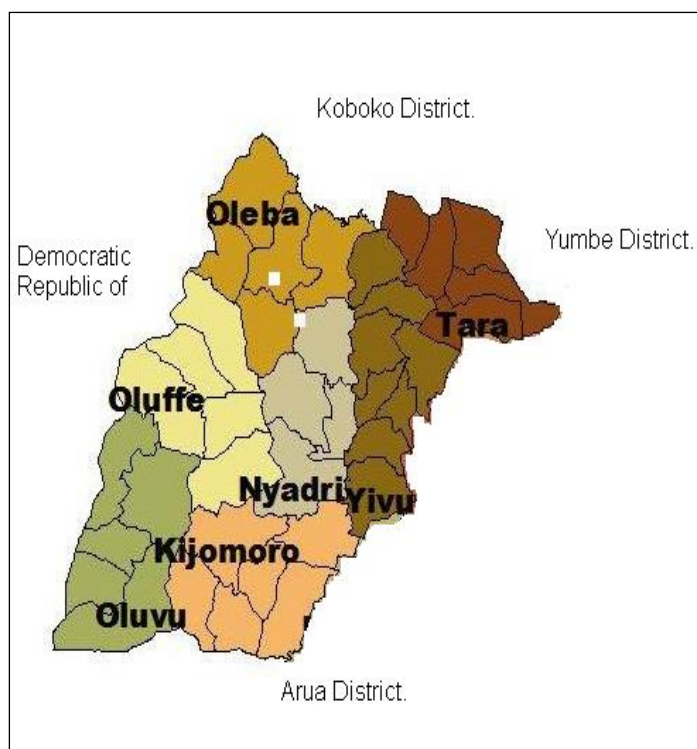 Koboko District.
Oleba
Yumbe District.
Democratic
Republic of
Tara
Oluffe
Nyadri
Yivu
Kijomoro
Oluvu
Arua District.